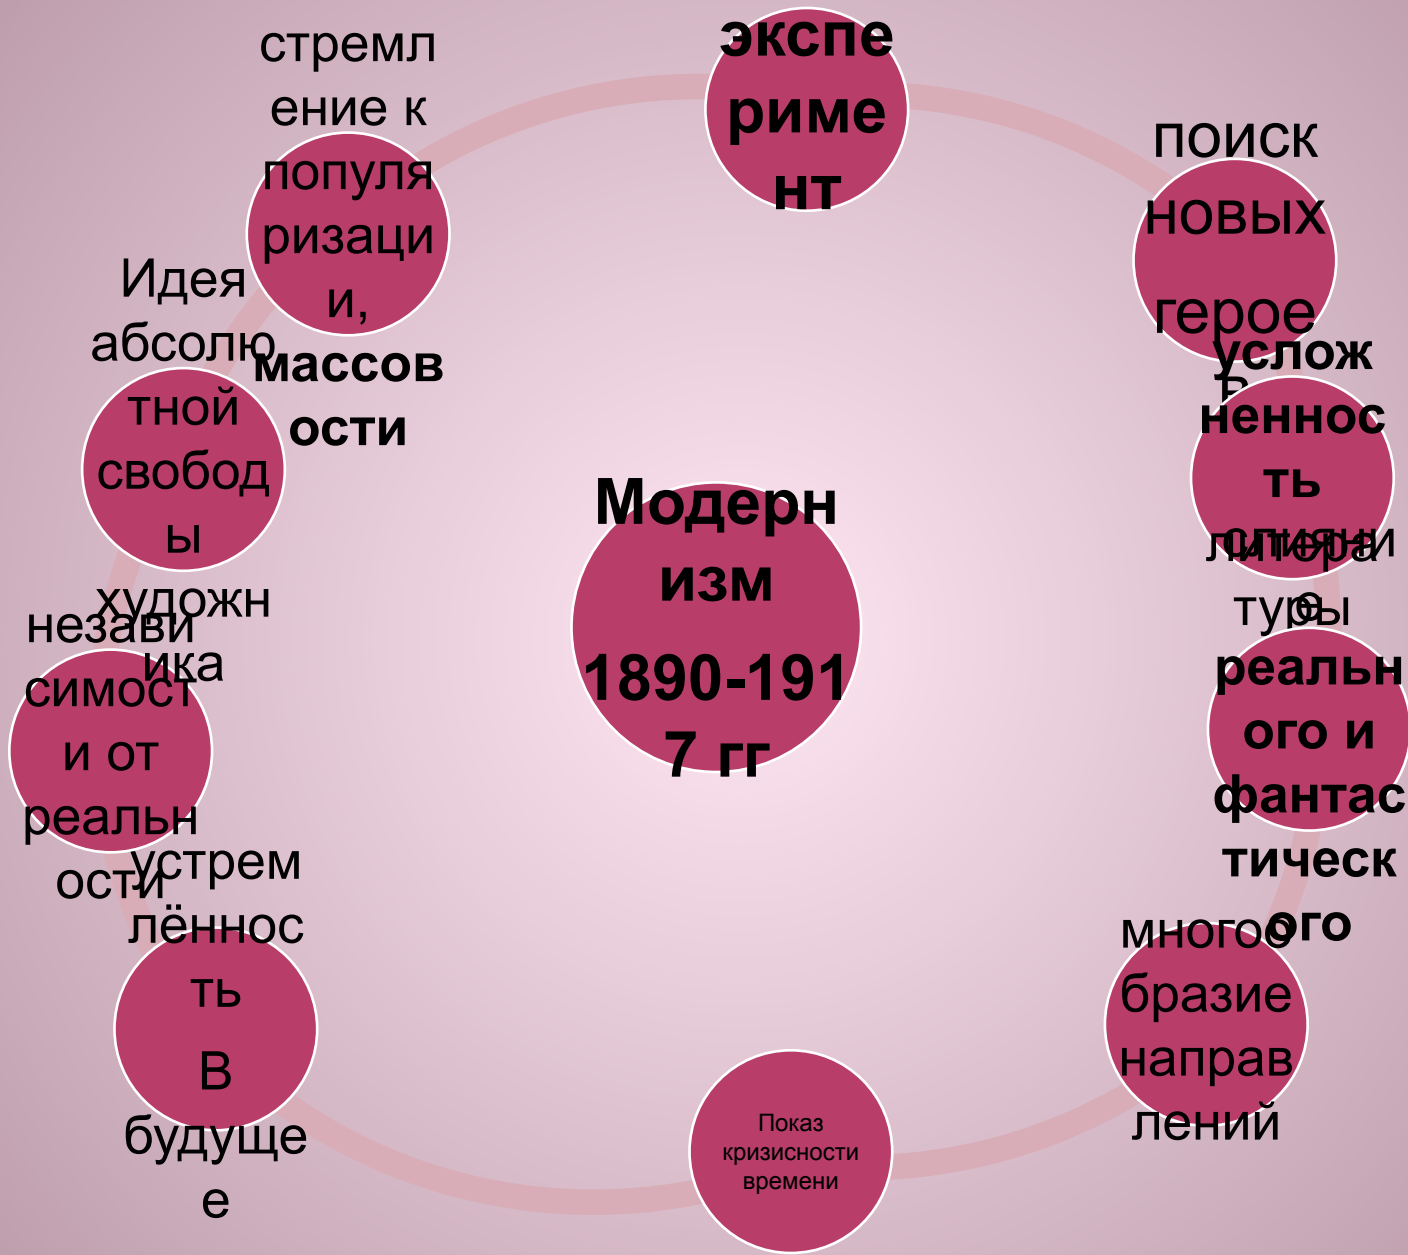 экспе
риме
нт
поиск
новых
герое
в
услож
неннос
ть
литера
туры
слияни
е
реальн
ого и
фантас
тическ
ого
многоо
бразие
направ
лений
Показ
кризисности
времени
устрем
лённос
ть
В
будуще
е
незави
симост
и от
реальн
ости
Идея
абсолю
тной
свобод
ы
художн
ика
стремл
ение к
популя
ризаци
и,
массов
ости
Модерн
изм
1890-191
7 гг